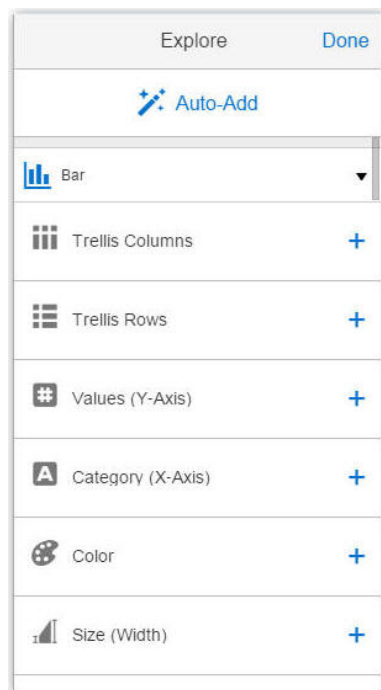 Explore Done
Auto-Add
Bar
Trellis Columns +
Trellis Rows +
# Values (Y-Axis) +
A Category (X-Axis) +
Color +
Size (Width) +